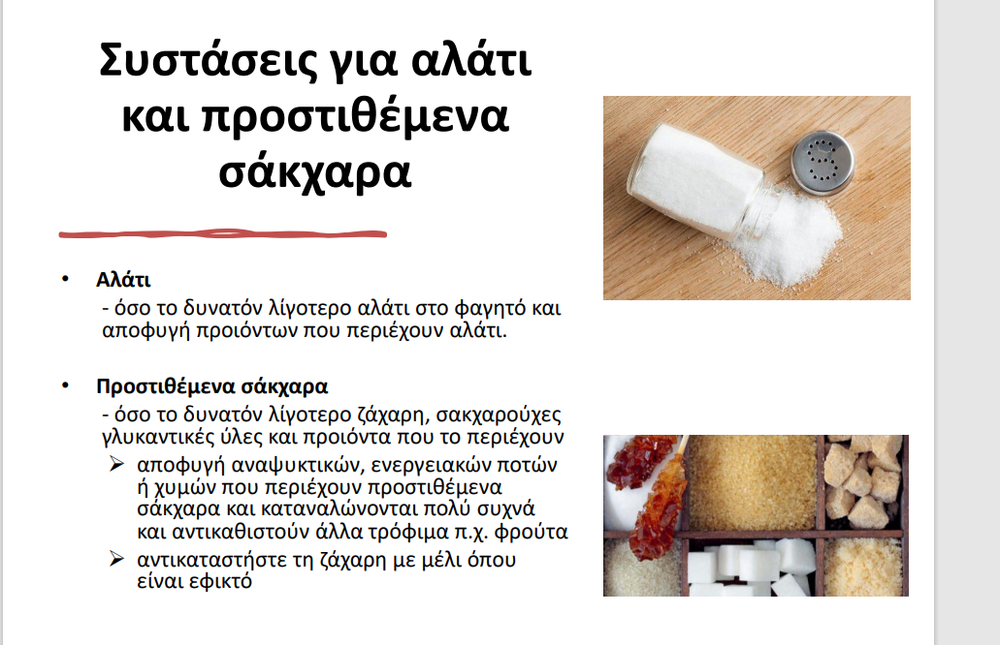 Συστάσεις για αλάτι
και προστιθέμενα
σάκχαρα
• Αλάτι
- όσο το δυνατόν λίγοτερο αλάτι στο φαγητό και
αποφυγή προιόντων που περιέχουν αλάτι.
• Προστιθέμενα σάκχαρα
- όσο το δυνατόν λίγοτερο ζάχαρη, σακχαρούχες
γλυκαντικές ύλες και προιόντα που το περιέχουν
➢ αποφυγή αναψυκτικών, ενεργειακών ποτών
ή χυμών που περιέχουν προστιθέμενα
σάκχαρα και καταναλώνονται πολύ συχνά
και αντικαθιστούν άλλα τρόφιμα π.χ. φρούτα
➢ αντικαταστήστε τη ζάχαρη με μέλι όπου
είναι εφικτό